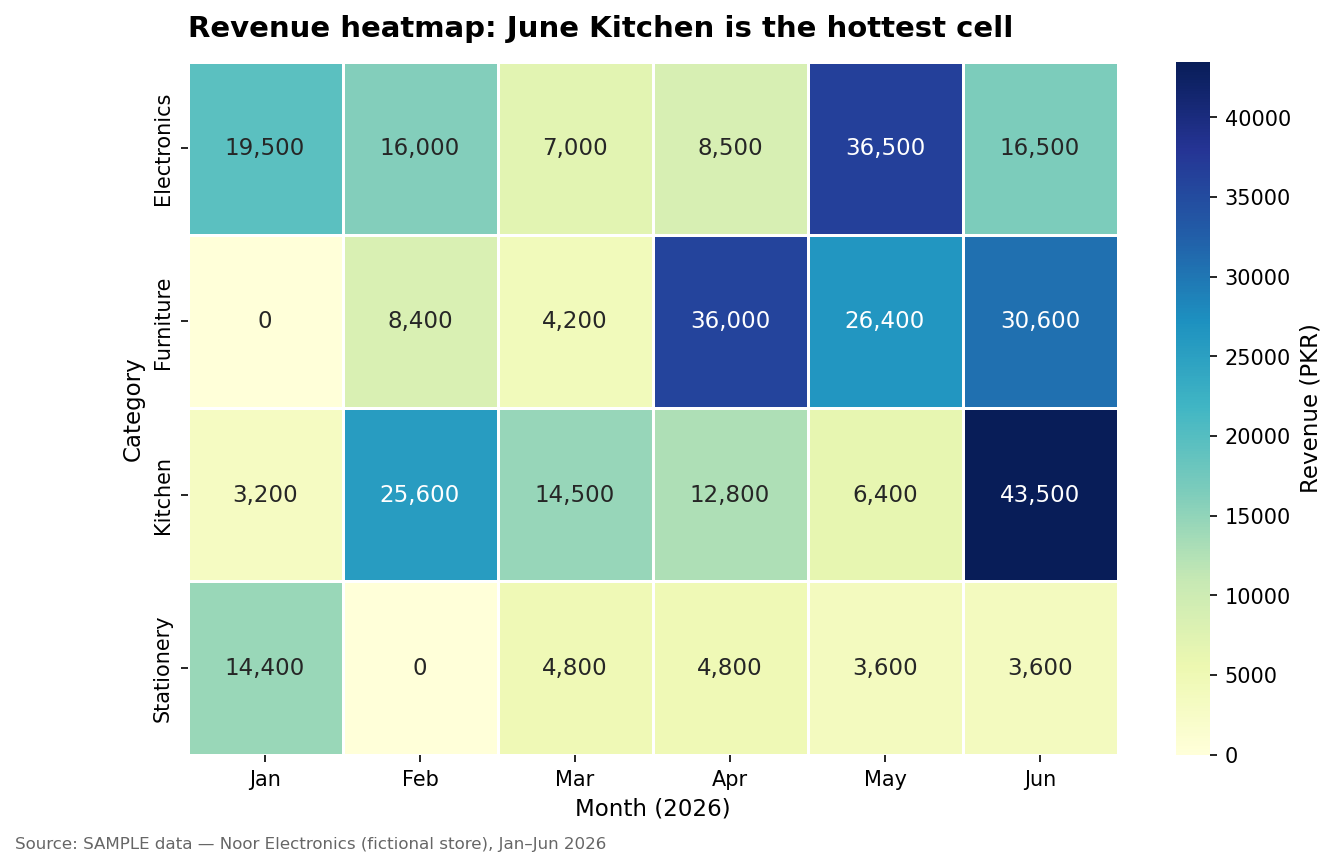 Revenue heatmap: June Kitchen is the hottest cell
Category
Electronics
19,500 16,000 7,000 8,500 36,500 16,500
Furniture
0 8,400 4,200 36,000 26,400 30,600
Kitchen
3,200 25,600 14,500 12,800 6,400 43,500
Stationery
14,400 0 4,800 4,800 3,600 3,600
Jan Feb Mar Apr May Jun
Month (2026)
40000
35000
30000
25000
20000
15000
10000
5000
0
Revenue (PKR)
Source: SAMPLE data — Noor Electronics (fictional store), Jan–Jun 2026